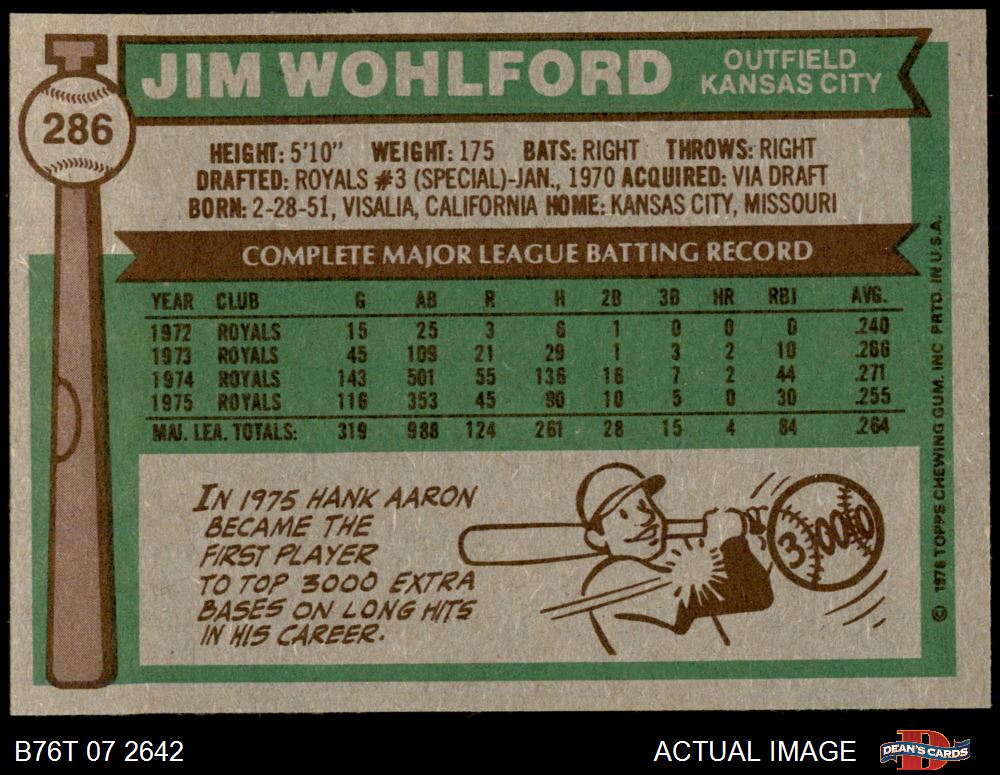 JIM WOHLFORD
OUTFIELD
KANSAS CITY
286
HEIGHT: 5'10" WEIGHT: 175 BATS: RIGHT THROWS: RIGHT
DRAFTED: ROYALS #3 (SPECIAL)-JAN., 1970 ACQUIRED: VIA DRAFT
BORN: 2-28-51, VISALIA, CALIFORNIA HOME: KANSAS CITY, MISSOURI
COMPLETE MAJOR LEAGUE BATTING RECORD
YEAR CLUB G AB R H 2B 3B HR RBI AVG.
1972 ROYALS 15 25 3 6 1 0 0 0 .240
1973 ROYALS 45 109 21 29 1 3 2 10 .266
1974 ROYALS 143 501 55 136 16 7 2 44 .271
1975 ROYALS 116 353 45 90 10 5 0 30 .255
MAJ. LEA. TOTALS: 319 988 124 261 28 15 4 84 .264
IN 1975 HANK AARON
BECAME THE
FIRST PLAYER
TO TOP 3000 EXTRA
BASES ON LONG HITS
IN HIS CAREER.
3000
© 1976 TOPPS CHEWING GUM, INC PRTD. IN U.S.A.
B76T 07 2642
ACTUAL IMAGE
D
DEAN'S CARDS